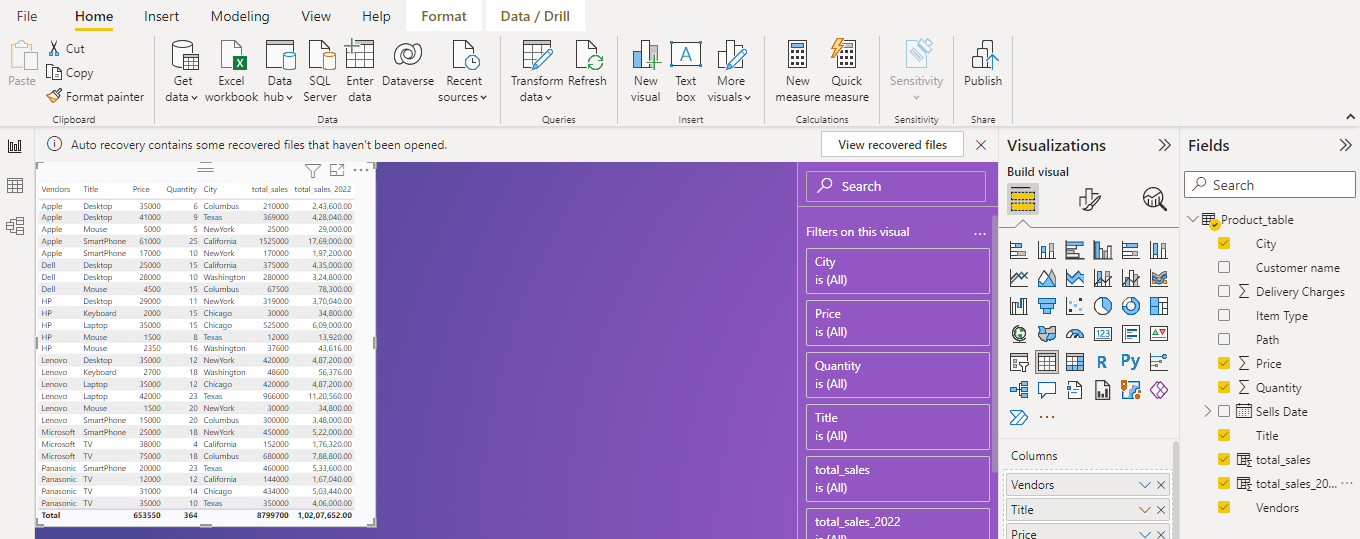 File Home Insert Modeling View Help Format Data / Drill
Paste
Cut
Copy
Format painter
Clipboard
Get data
Excel workbook
Data hub
SQL Server
Enter data
Dataverse
Recent sources
Data
Transform data
Refresh
Queries
New visual
Text box
More visuals
Insert
New measure
Quick measure
Calculations
Sensitivity
Sensitivity
Publish
Share
Auto recovery contains some recovered files that haven't been opened.
View recovered files
Vendors Title Price Quantity City total_sales total_sales_2022
Apple Desktop 35000 6 Columbus 210000 2,43,600.00
Apple Desktop 41000 9 Texas 369000 4,28,040.00
Apple Mouse 5000 5 NewYork 25000 29,000.00
Apple SmartPhone 61000 25 California 1525000 17,69,000.00
Apple SmartPhone 17000 10 NewYork 170000 1,97,200.00
Dell Desktop 25000 15 California 375000 4,35,000.00
Dell Desktop 28000 10 Washington 280000 3,24,800.00
Dell Mouse 4500 15 Columbus 67500 78,300.00
HP Desktop 29000 11 NewYork 319000 3,70,040.00
HP Keyboard 2000 15 Chicago 30000 34,800.00
HP Laptop 35000 15 Chicago 525000 6,09,000.00
HP Mouse 1500 8 Texas 12000 13,920.00
HP Mouse 2350 16 Washington 37600 43,616.00
Lenovo Desktop 35000 12 NewYork 420000 4,87,200.00
Lenovo Keyboard 2700 18 Washington 48600 56,376.00
Lenovo Laptop 35000 12 Chicago 420000 4,87,200.00
Lenovo Laptop 42000 23 Texas 966000 11,20,560.00
Lenovo Mouse 1500 20 NewYork 30000 34,800.00
Lenovo SmartPhone 15000 20 Columbus 300000 3,48,000.00
Microsoft SmartPhone 25000 18 NewYork 450000 5,22,000.00
Microsoft TV 38000 4 California 152000 1,76,320.00
Microsoft TV 75000 18 Columbus 680000 7,88,800.00
Panasonic SmartPhone 20000 23 Texas 460000 5,33,600.00
Panasonic TV 12000 12 California 144000 1,67,040.00
Panasonic TV 31000 14 Chicago 434000 5,03,440.00
Panasonic TV 35000 10 Texas 350000 4,06,000.00
Total 653550 364 8799700 1,02,07,652.00
Search
Filters on this visual
City
is (All)
Price
is (All)
Quantity
is (All)
Title
is (All)
total_sales
is (All)
total_sales_2022
is (All)
Visualizations
Build visual
R Py
123
Columns
Vendors
Title
Price
Fields
Search
Product_table
City
Customer name
Delivery Charges
Item Type
Path
Price
Quantity
Sells Date
Title
total_sales
total_sales_20...
Vendors